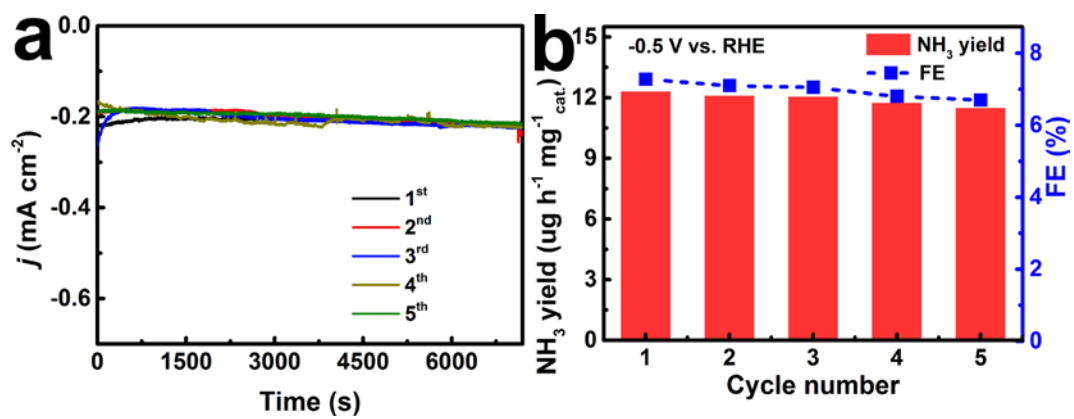 a
0.0
-0.2
-0.4
-0.6
j (mA cm⁻²)
1ˢᵗ
2ⁿᵈ
3ʳᵈ
4ᵗʰ
5ᵗʰ
0 1500 3000 4500 6000
Time (s)
b
-0.5 V vs. RHE
NH₃ yield
FE
15
12
9
6
3
0
NH₃ yield (ug h⁻¹ mg⁻¹cat.)
8
6
4
2
0
FE (%)
1 2 3 4 5
Cycle number